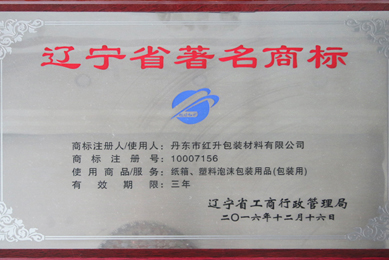 辽宁省著名商标
商标注册人/使用人：丹东市红升包装材料有限公司
商标注册号：10007156
使用商品/服务：纸箱、塑料泡沫包装用品(包装用)
有效期限：三年
辽宁省工商行政管理局
二〇一六年十二月十六日